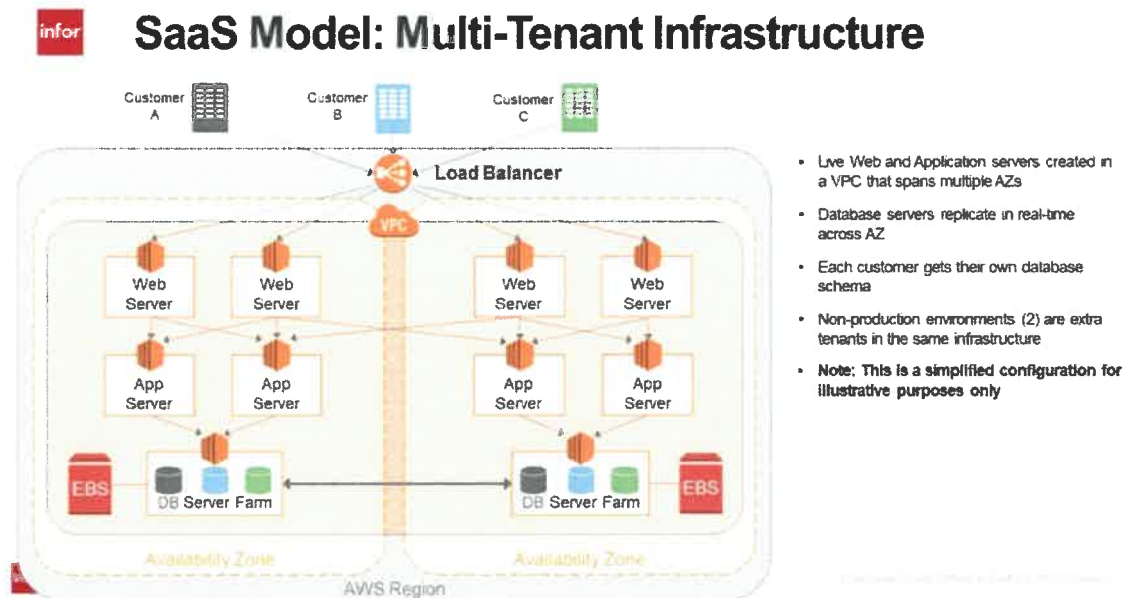 infor
SaaS Model: Multi-Tenant Infrastructure
Customer
A
Customer
B
Customer
C
Load Balancer
VPC
Web
Server
Web
Server
Web
Server
Web
Server
App
Server
App
Server
App
Server
App
Server
EBS
DB Server Farm
DB Server Farm
EBS
Availability Zone
Availability Zone
AWS Region
• Live Web and Application servers created in
a VPC that spans multiple AZs
• Database servers replicate in real-time
across AZ
• Each customer gets their own database
schema
• Non-production environments (2) are extra
tenants in the same infrastructure
• Note: This is a simplified configuration for
illustrative purposes only